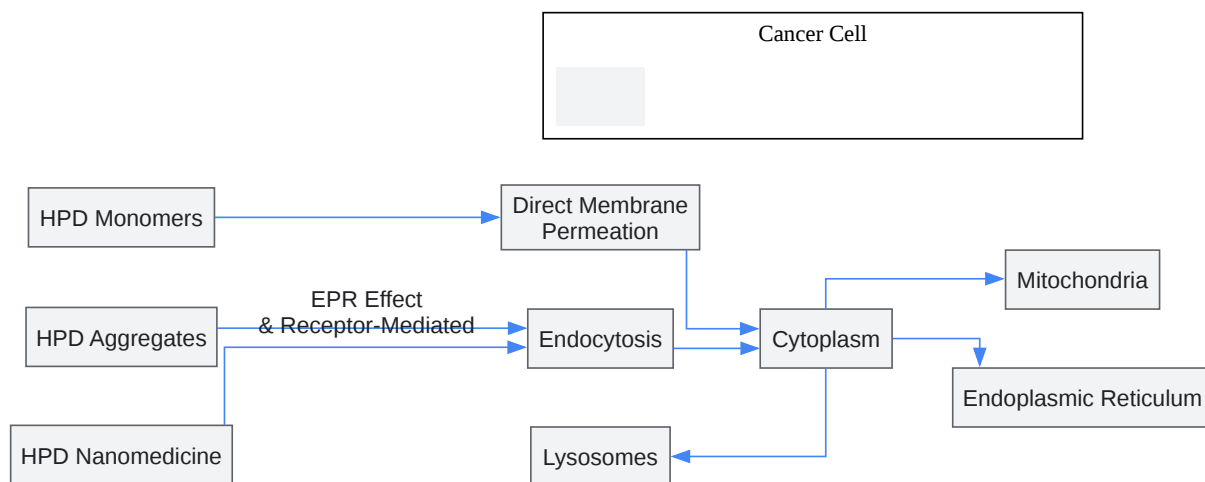 Cancer Cell
HPD Monomers
Direct Membrane
Permeation
Mitochondria
EPR Effect
& Receptor-Mediated
HPD Aggregates
Endocytosis
Cytoplasm
Endoplasmic Reticulum
HPD Nanomedicine
Lysosomes